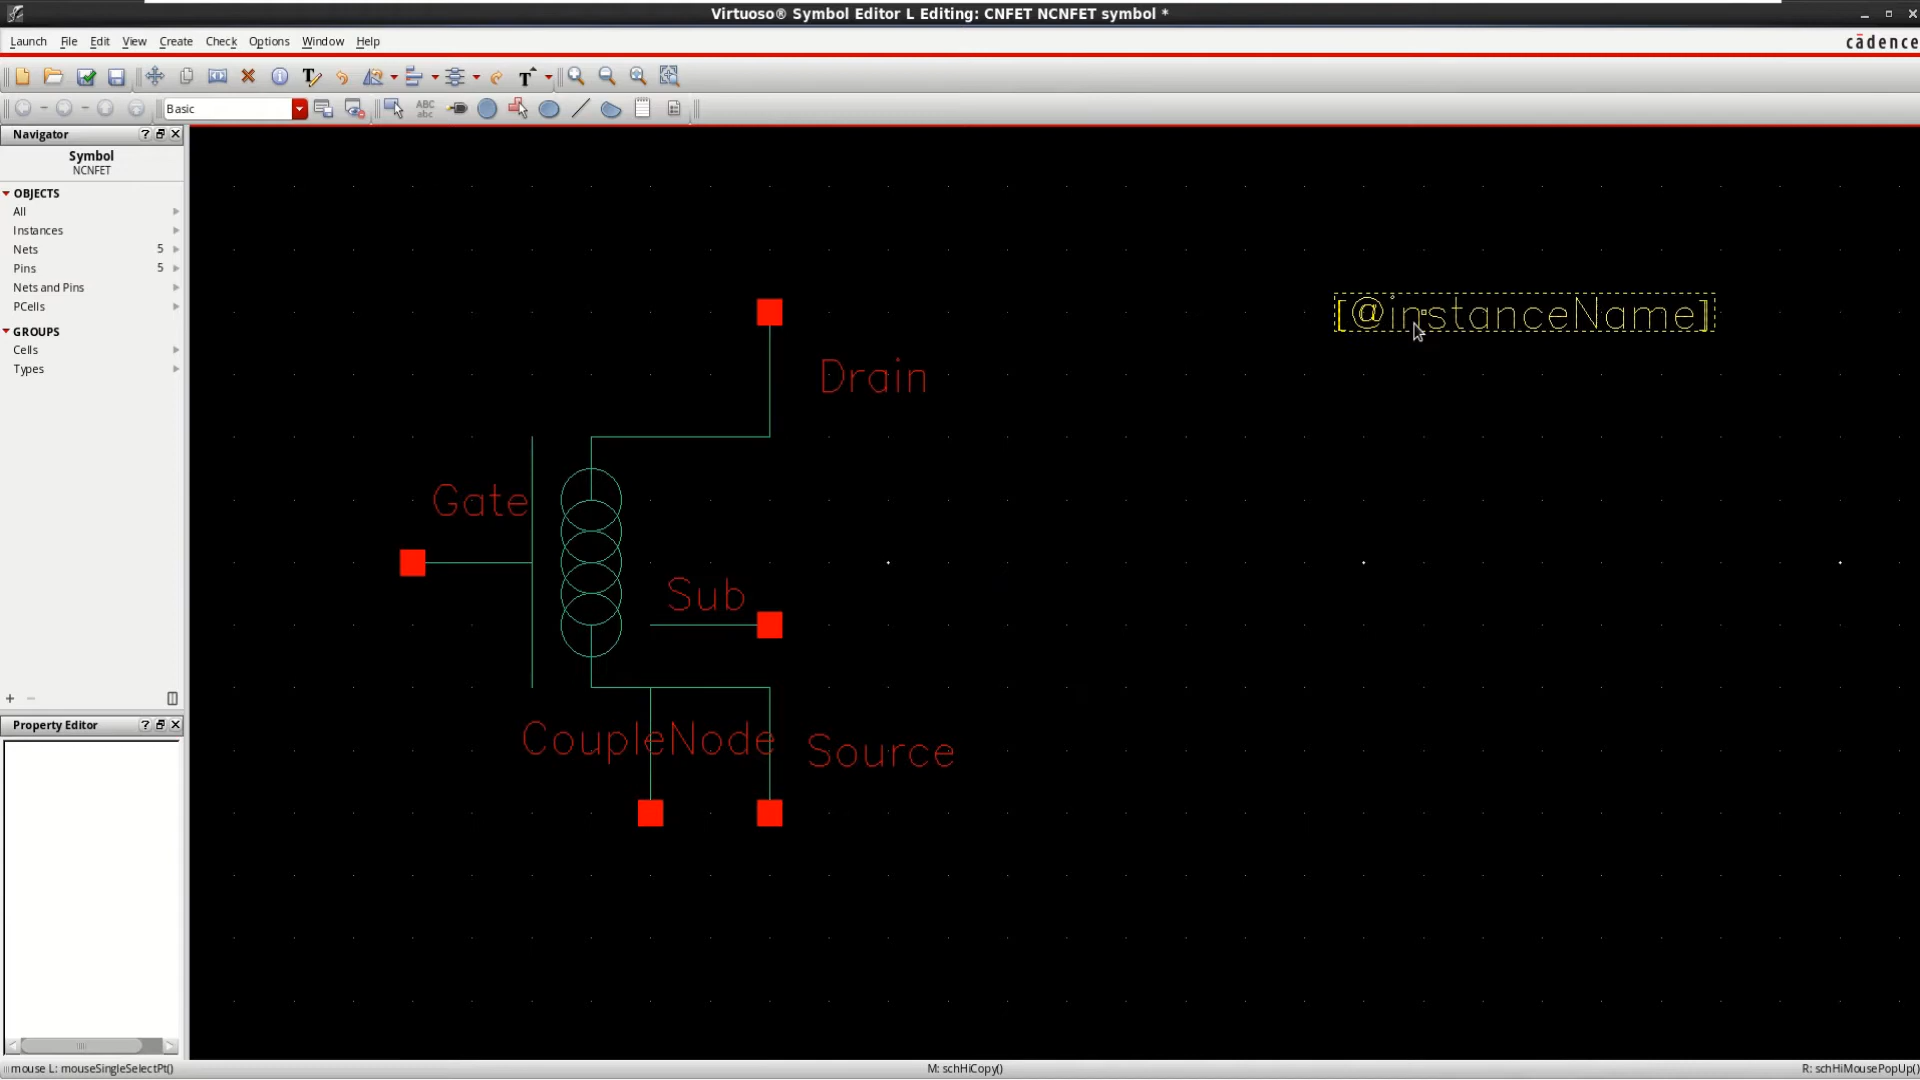 Virtuoso® Symbol Editor L Editing: CNFET NCNFET symbol *
Launch File Edit View Create Check Options Window Help
cādence
Basic
ABC
abc
Navigator
Symbol
NCNFET
OBJECTS
All
Instances
Nets 5
Pins 5
Nets and Pins
PCells
GROUPS
Cells
Types
Property Editor
[@instanceName]
Drain
Gate
Sub
CoupleNode
Source
mouse L: mouseSingleSelectPt() M: schHiCopy() R: schHiMousePopUp()